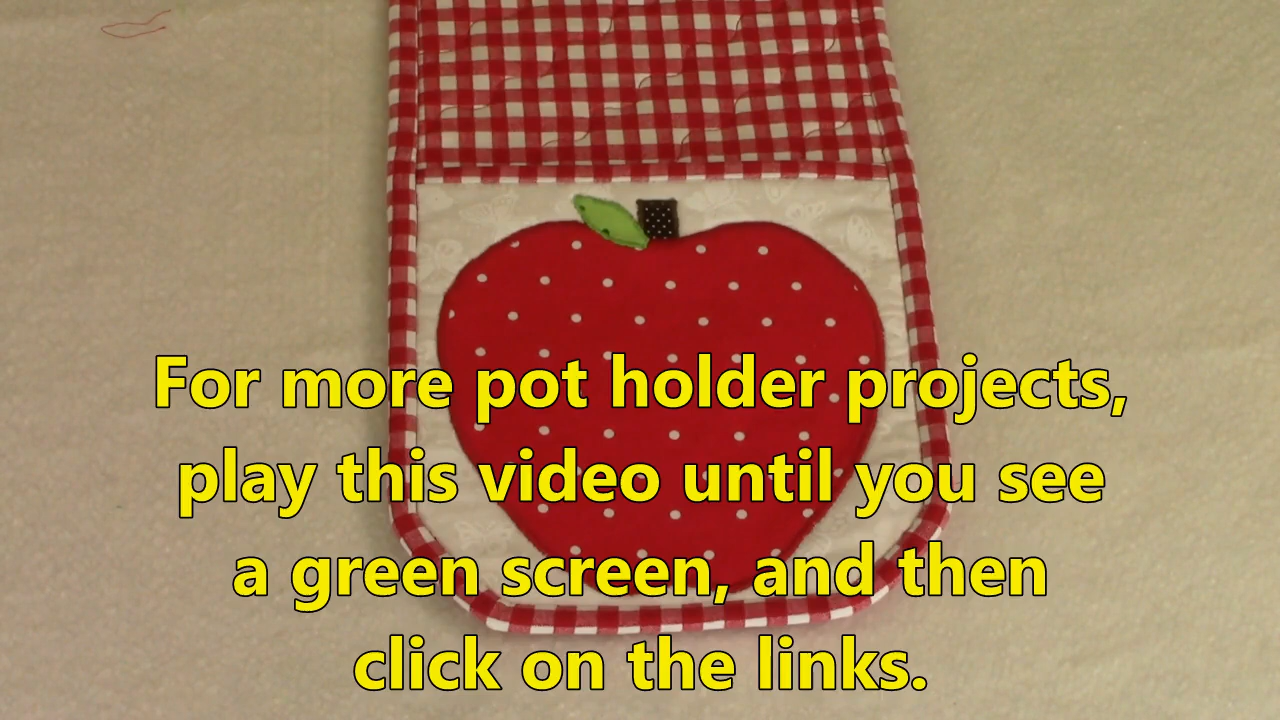 For more pot holder projects,
play this video until you see
a green screen, and then
click on the links.